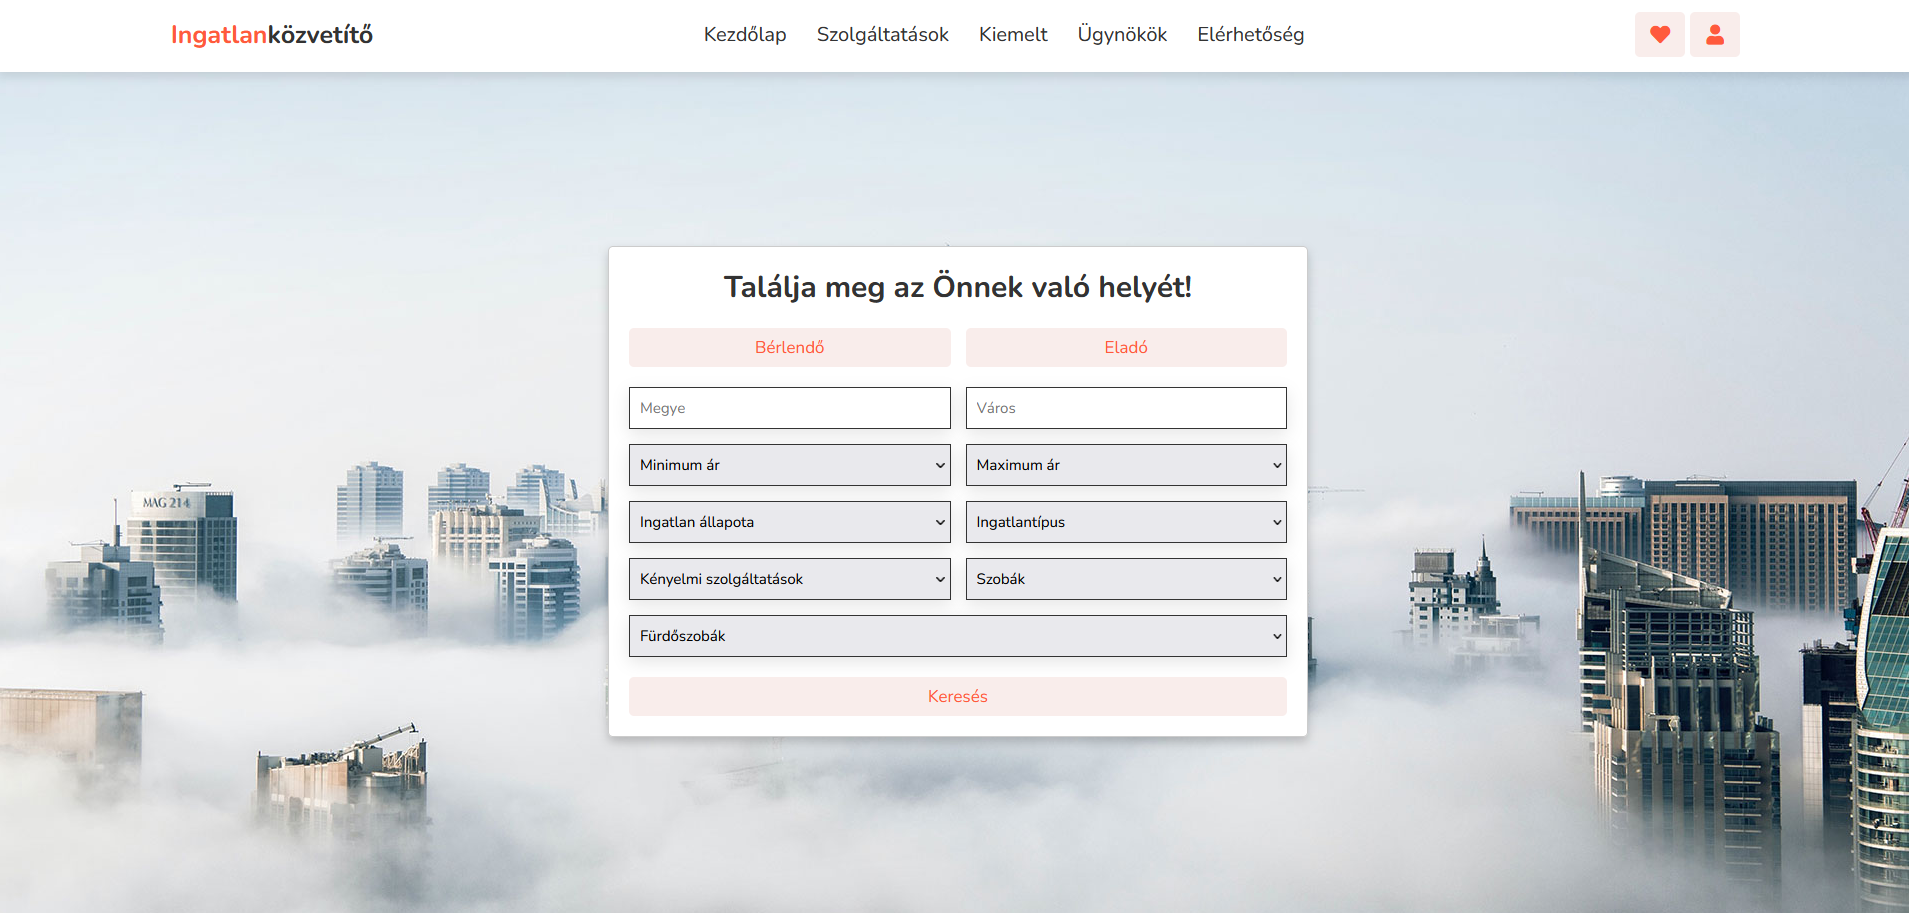 Ingatlanközvetítő
Kezdőlap Szolgáltatások Kiemelt Ügynökök Elérhetőség
Találja meg az Önnek való helyét!
Bérlendő Eladó
Megye Város
Minimum ár Maximum ár
Ingatlan állapota Ingatlantípus
Kényelmi szolgáltatások Szobák
Fürdőszobák
Keresés
MAG 214